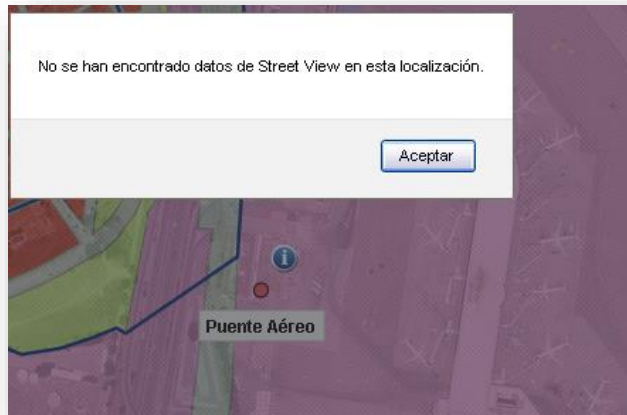 No se han encontrado datos de Street View en esta localización.
Aceptar
i
Puente Aéreo